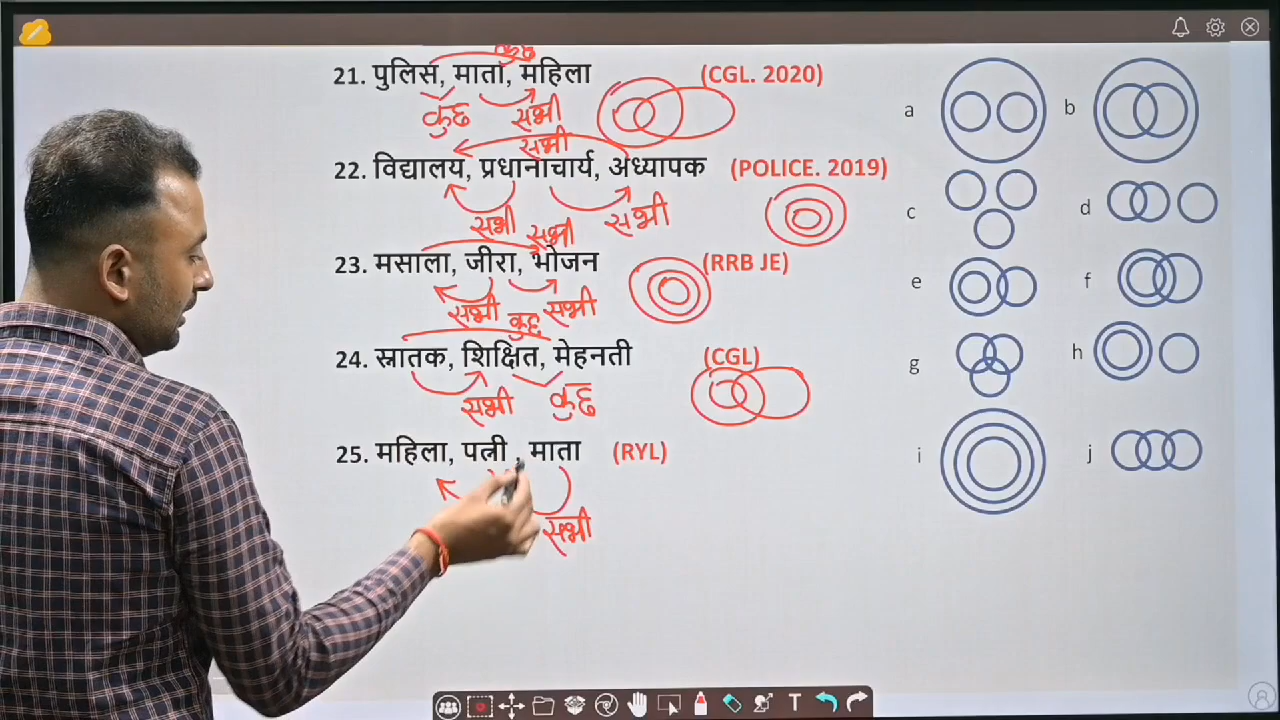 कुछ
21. पुलिस, माता, महिला (CGL. 2020)
कुछ सभी
सभी
22. विद्यालय, प्रधानाचार्य, अध्यापक (POLICE. 2019)
सभी सभी
सभी
23. मसाला, जीरा, भोजन (RRB JE)
सभी सभी
कुछ
24. स्नातक, शिक्षित, मेहनती (CGL)
सभी कुछ
25. महिला, पत्नी , माता (RYL)
सभी
a b
c d
e f
g h
i j
T